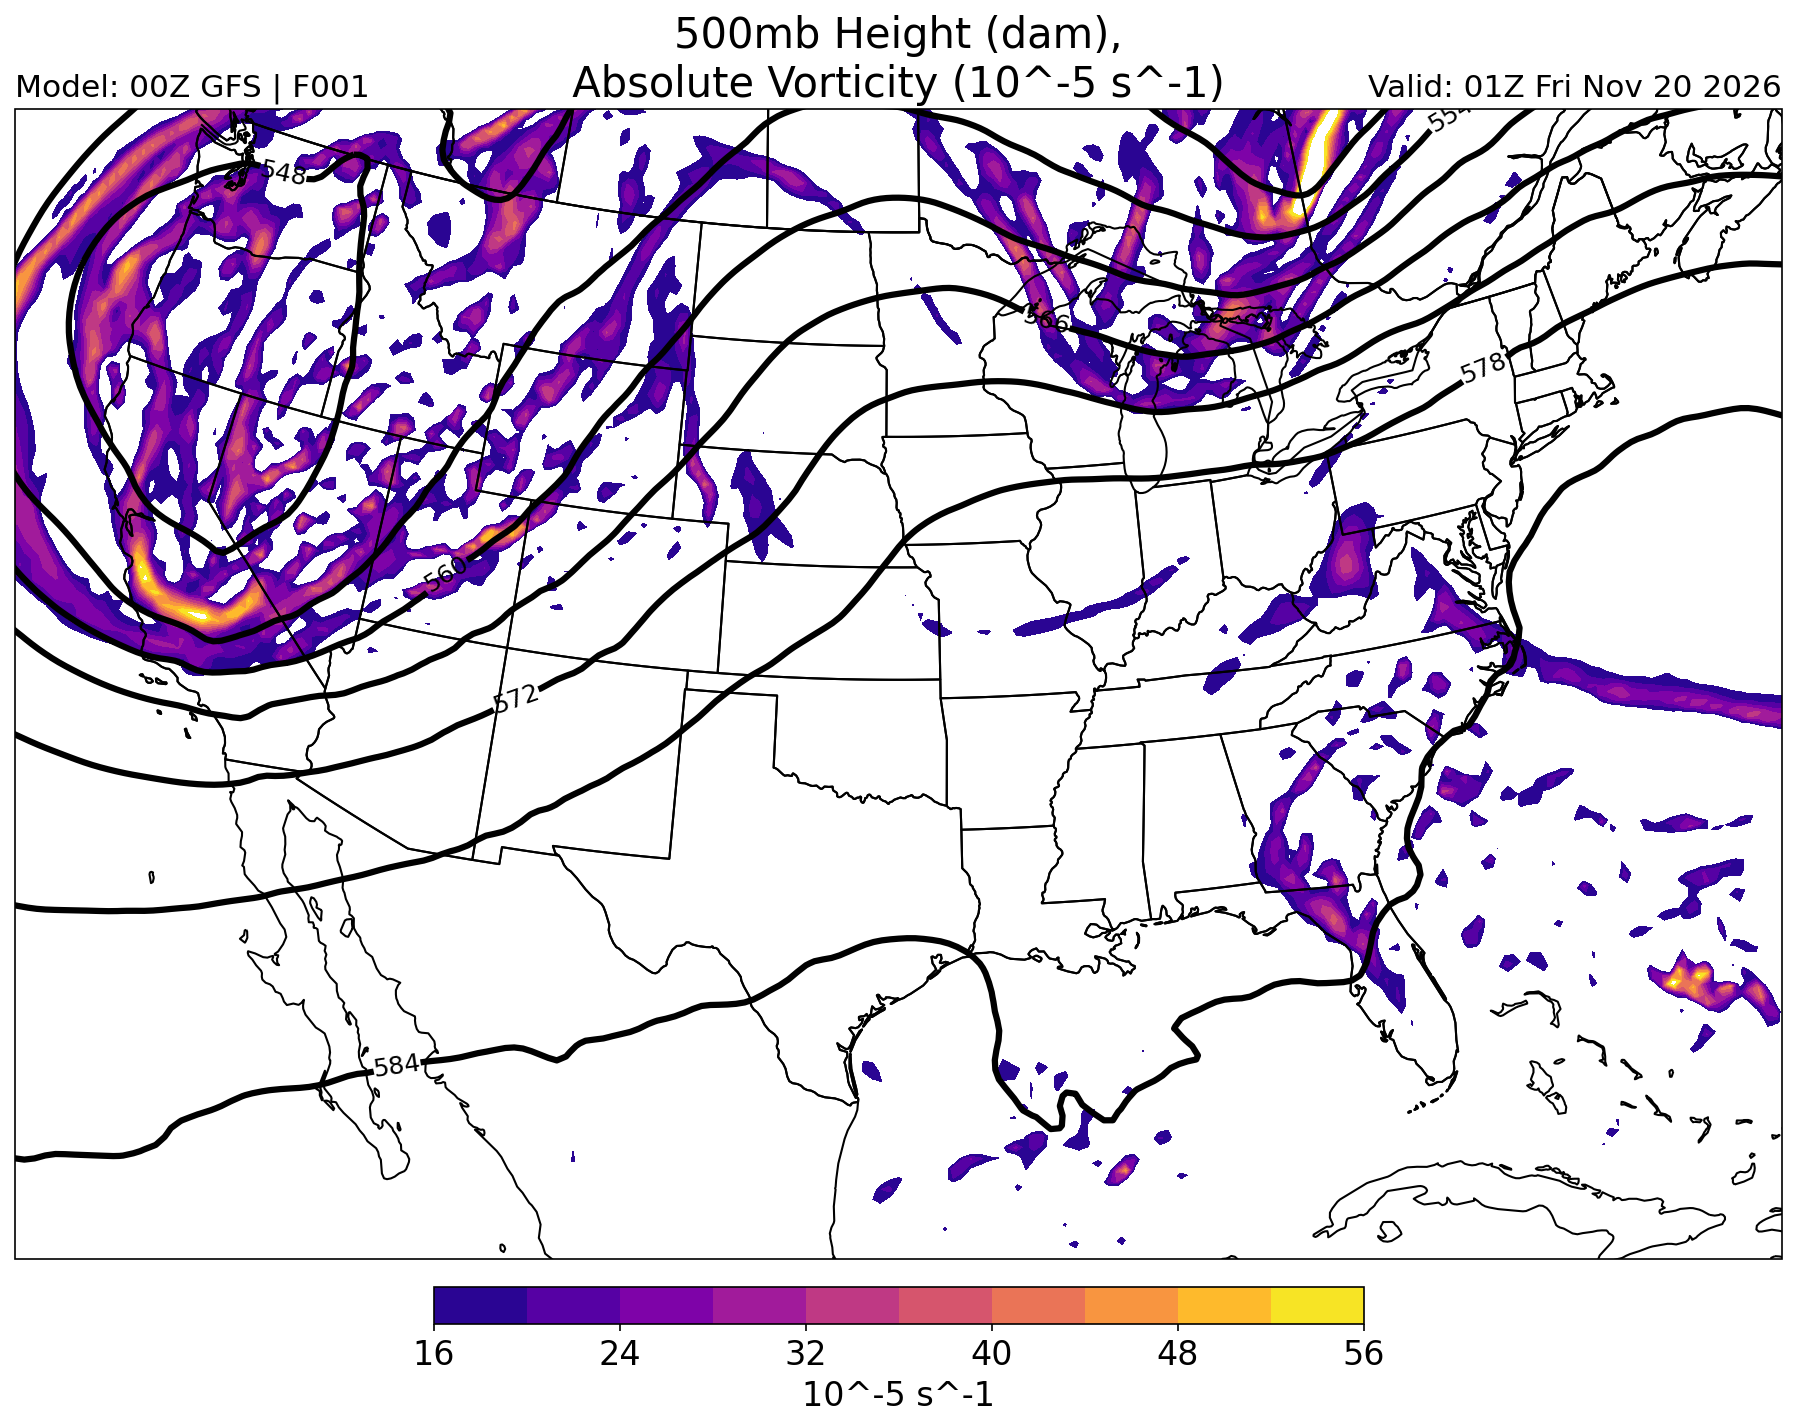 500mb Height (dam),
Absolute Vorticity (10^-5 s^-1)
Model: 00Z GFS | F001
Valid: 01Z Fri Nov 20 2026
548
554
566
578
560
572
584
16 24 32 40 48 56
10^-5 s^-1